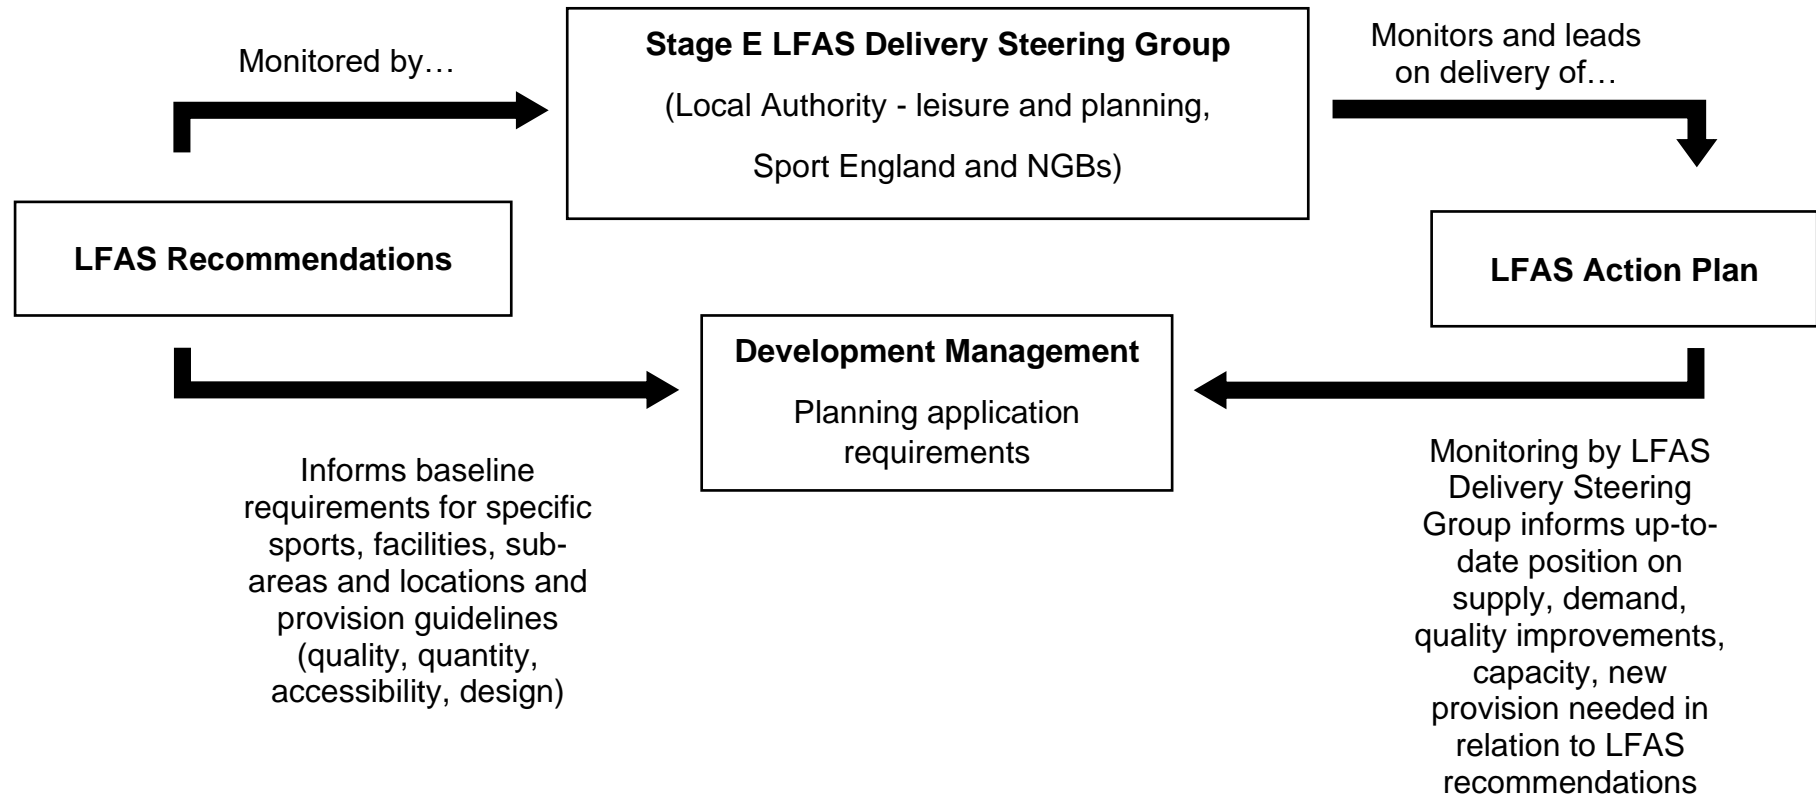 Monitored by…
Stage E LFAS Delivery Steering Group
(Local Authority - leisure and planning,
Sport England and NGBs)
Monitors and leads
on delivery of…
LFAS Recommendations
LFAS Action Plan
Development Management
Planning application
requirements
Informs baseline
requirements for specific
sports, facilities, sub-
areas and locations and
provision guidelines
(quality, quantity,
accessibility, design)
Monitoring by LFAS
Delivery Steering
Group informs up-to-
date position on
supply, demand,
quality improvements,
capacity, new
provision needed in
relation to LFAS
recommendations